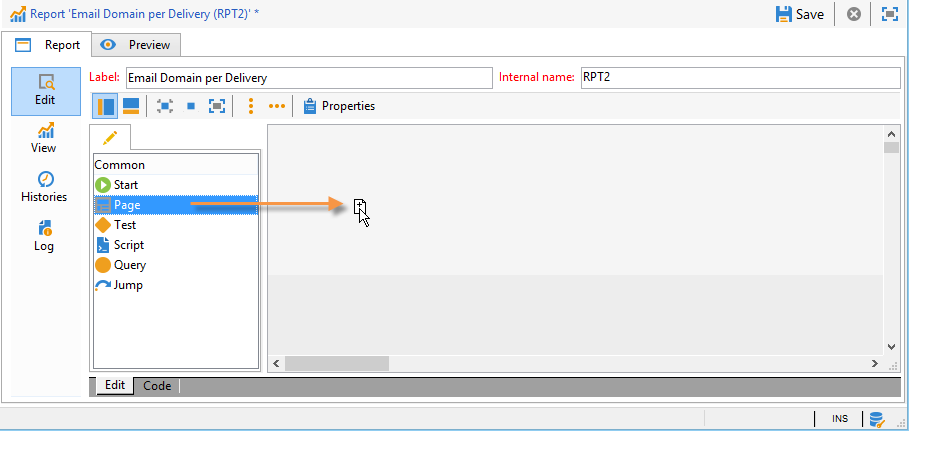 Report 'Email Domain per Delivery (RPT2)' *
Save
Report
Preview
Label:
Email Domain per Delivery
Internal name:
RPT2
Edit
View
Histories
Log
Properties
Common
Start
Page
Test
Script
Query
Jump
Edit
Code
INS